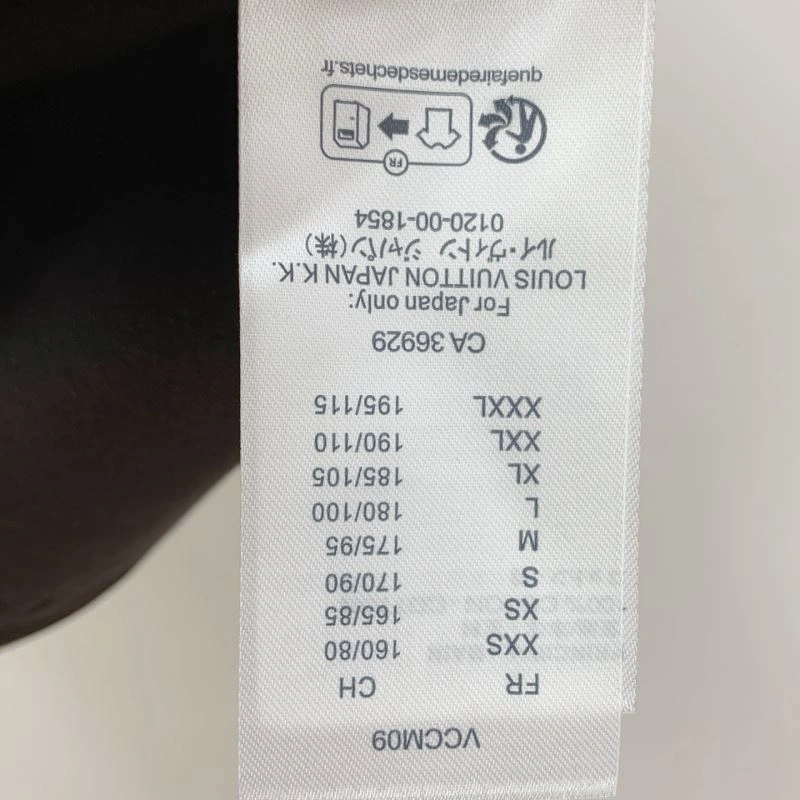 VCCM09
FR CH
XXS 160/80
XS 165/85
S 170/90
M 175/95
L 180/100
XL 185/105
XXL 190/110
XXXL 195/115
CA 36929
For Japan only:
LOUIS VUITTON JAPAN K.K.
ルイ・ヴィトン ジャパン(株)
0120-00-1854
FR
quefairedemesdechets.fr